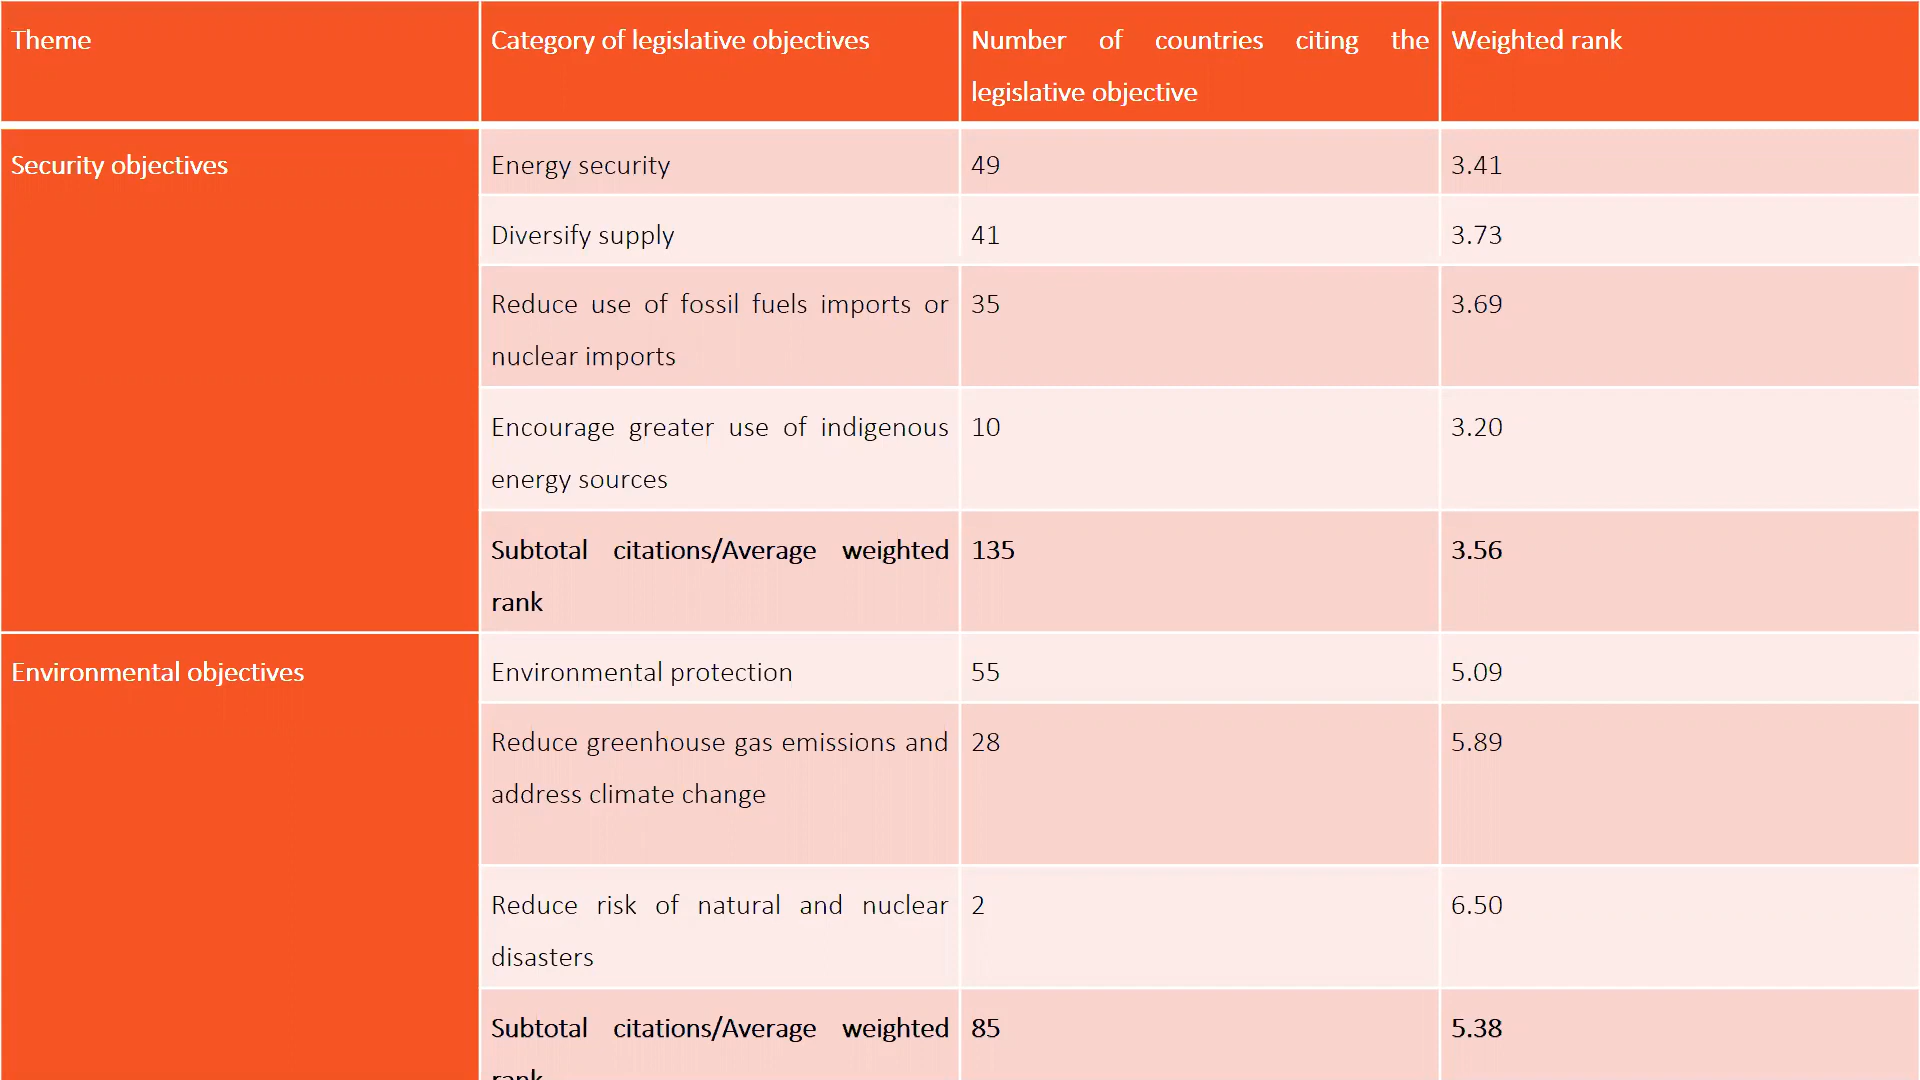 Theme
Category of legislative objectives
Number of countries citing the
legislative objective
Weighted rank
Security objectives
Energy security
49
3.41
Diversify supply
41
3.73
Reduce use of fossil fuels imports or
nuclear imports
35
3.69
Encourage greater use of indigenous
energy sources
10
3.20
Subtotal citations/Average weighted
rank
135
3.56
Environmental objectives
Environmental protection
55
5.09
Reduce greenhouse gas emissions and
address climate change
28
5.89
Reduce risk of natural and nuclear
disasters
2
6.50
Subtotal citations/Average weighted
rank
85
5.38